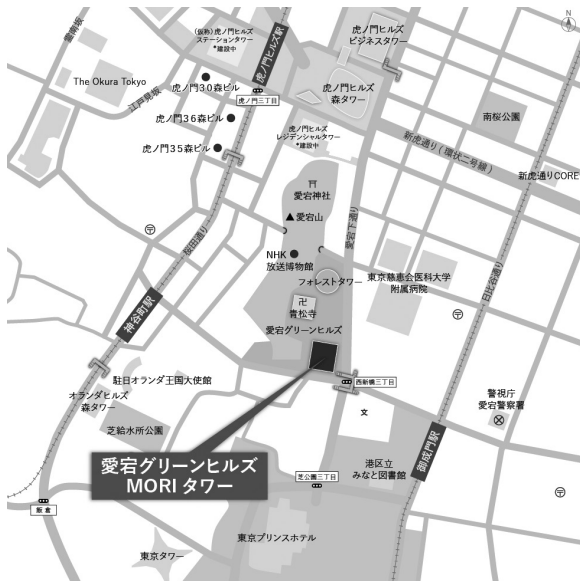 N
雲南坂
(仮称)虎ノ門ヒルズ
ステーションタワー
*建設中
虎ノ門ヒルズ駅
虎ノ門ヒルズ
ビジネスタワー
The Okura Tokyo
虎ノ門30森ビル
江戸見坂
虎ノ門三丁目
虎ノ門ヒルズ
森タワー
虎ノ門36森ビル
南桜公園
虎ノ門ヒルズ
レジデンシャルタワー
*建設中
虎ノ門35森ビル
新虎通り(環状二号線)
新虎通りCORE
愛宕神社
愛宕山
愛宕下通り
桜田通り
NHK
放送博物館
東京慈恵会医科大学
附属病院
日比谷通り
フォレストタワー
卍
青松寺
神谷町駅
愛宕グリーンヒルズ
西新橋三丁目
駐日オランダ王国大使館
オランダヒルズ
森タワー
警視庁
愛宕警察署
文
芝給水所公園
御成門駅
愛宕グリーンヒルズ
MORIタワー
港区立
みなと図書館
芝公園三丁目
飯倉
東京プリンスホテル
東京タワー